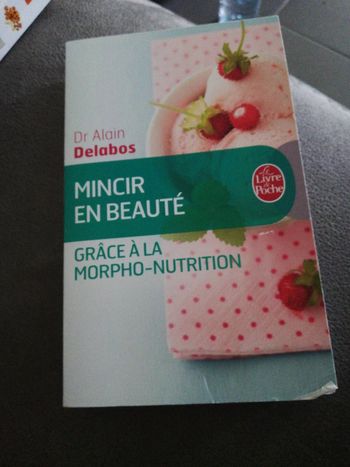 Dr Alain
Delabos
MINCIR
EN BEAUTÉ
Le
Livre
de
Poche
GRÂCE À LA
MORPHO-NUTRITION